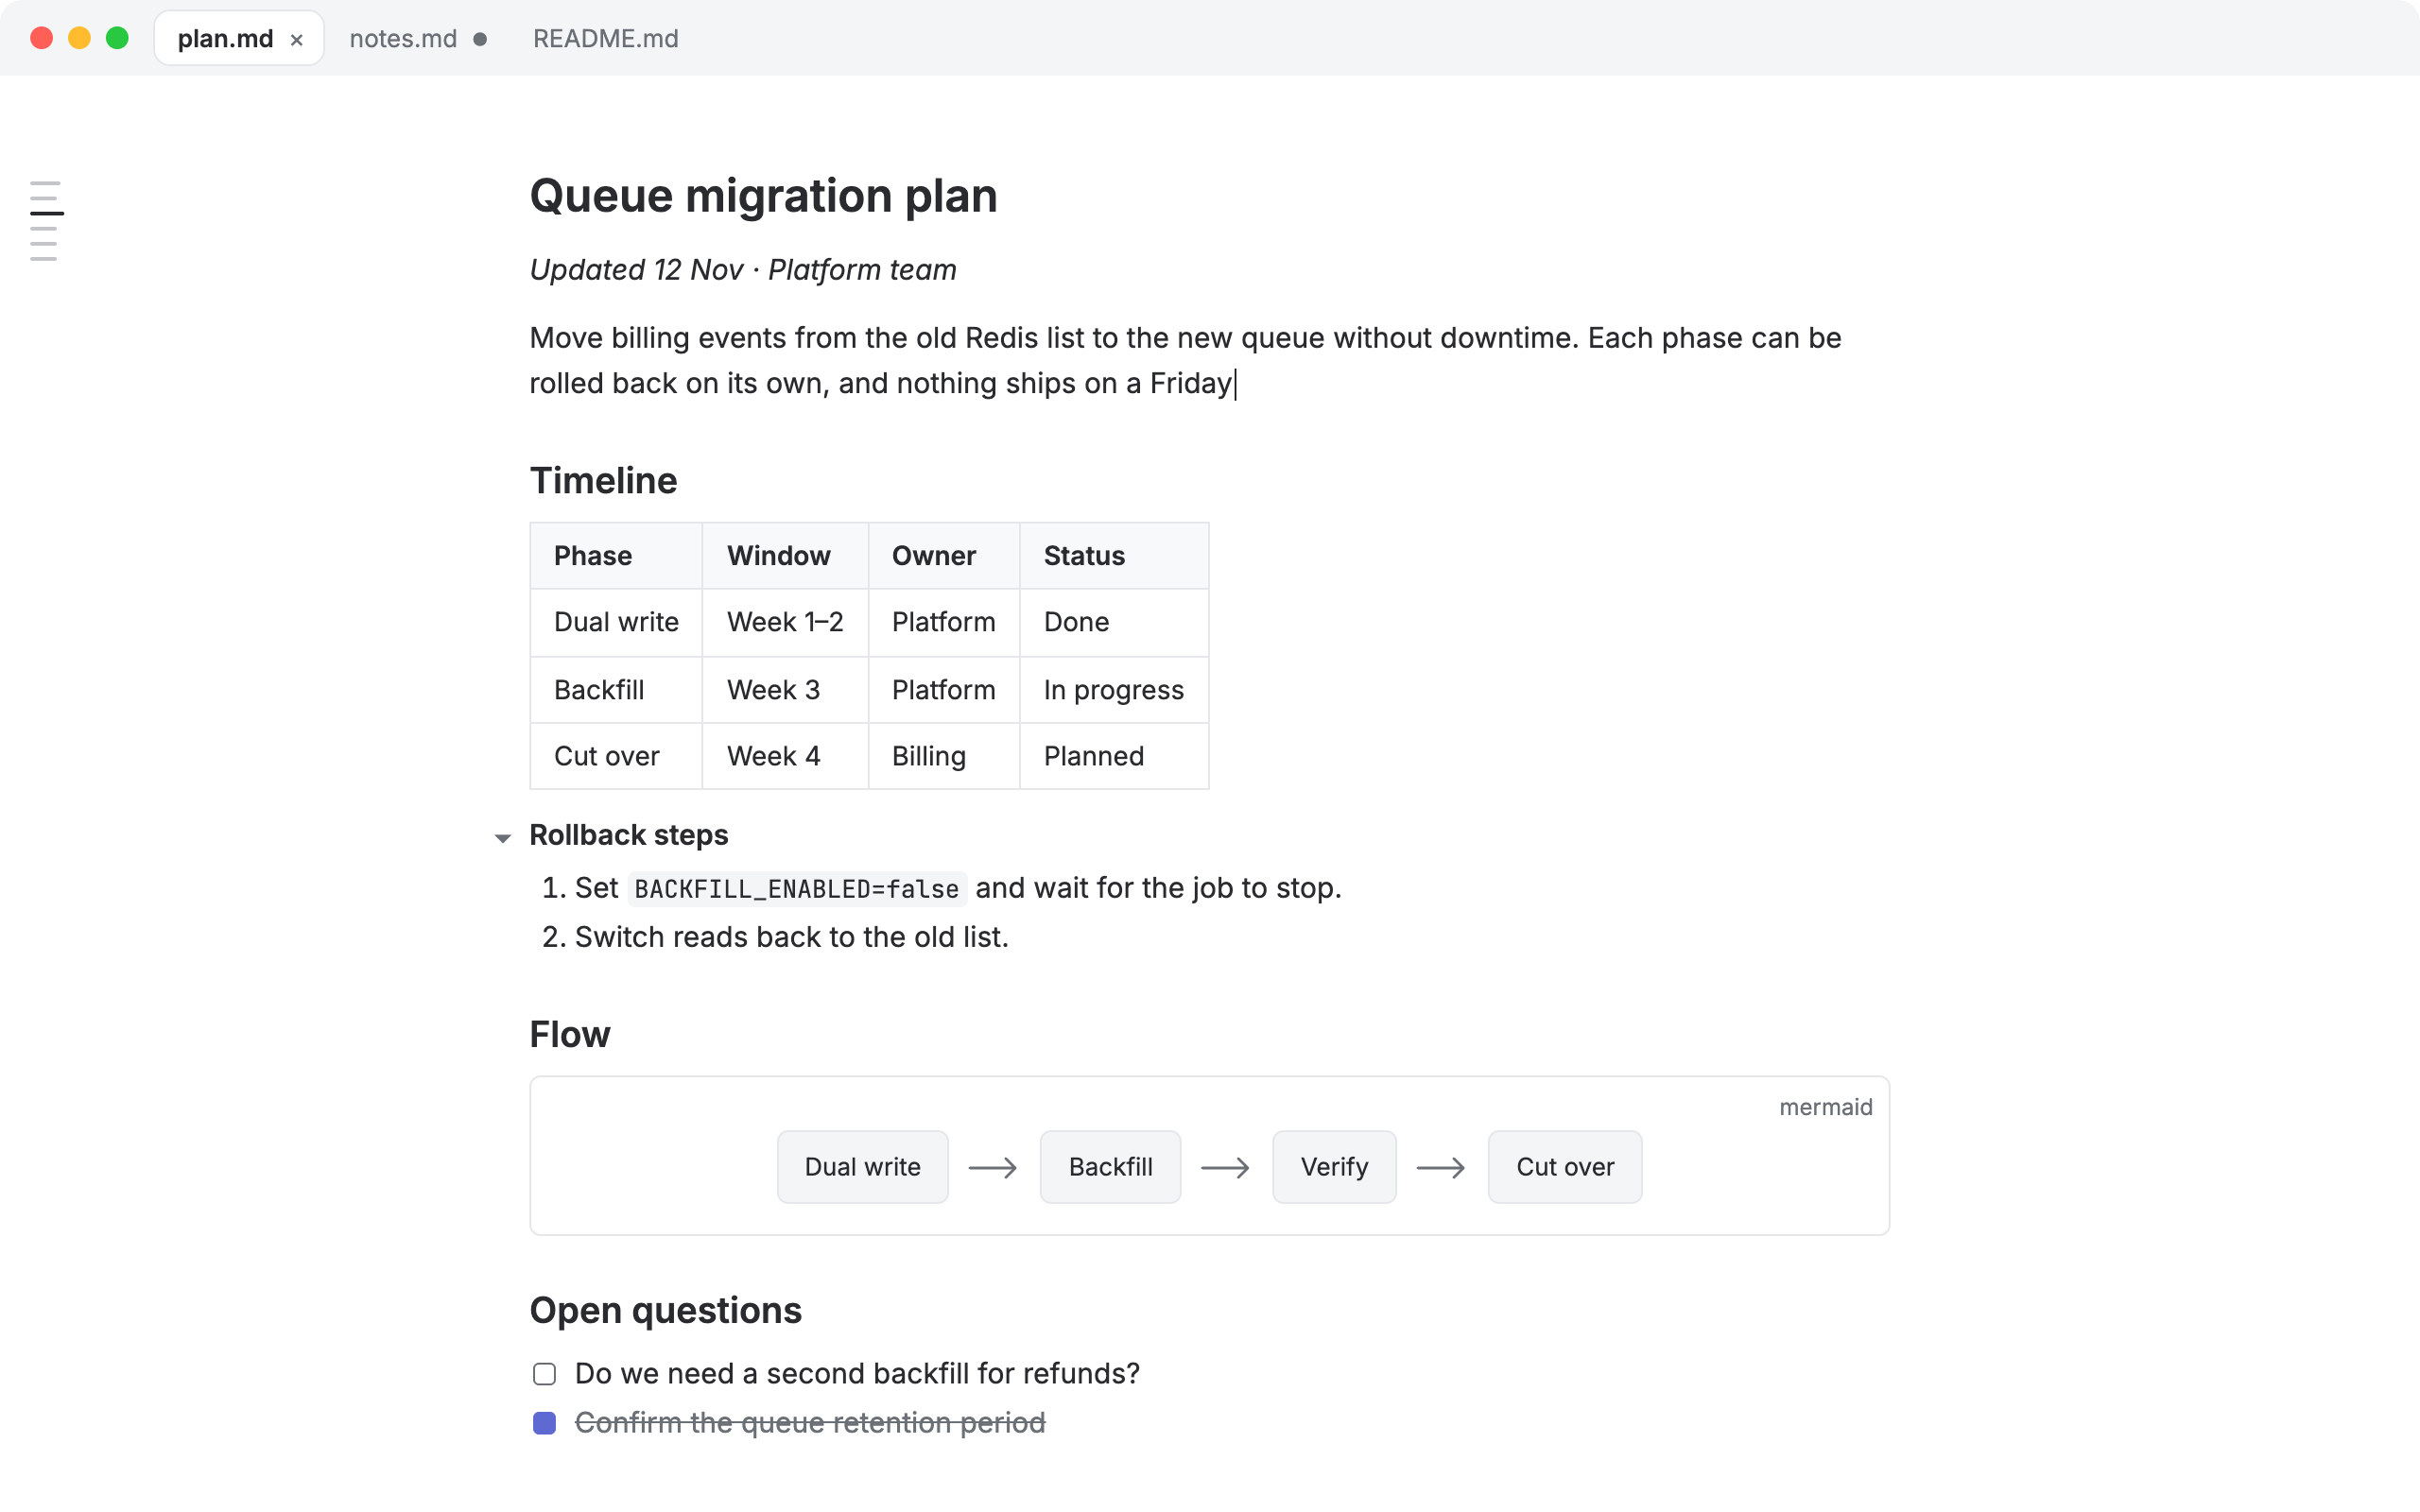 plan.md × notes.md README.md
Queue migration plan
Updated 12 Nov · Platform team
Move billing events from the old Redis list to the new queue without downtime. Each phase can be
rolled back on its own, and nothing ships on a Friday
Timeline
Phase Window Owner Status
Dual write Week 1–2 Platform Done
Backfill Week 3 Platform In progress
Cut over Week 4 Billing Planned
Rollback steps
1. Set BACKFILL_ENABLED=false and wait for the job to stop.
2. Switch reads back to the old list.
Flow
mermaid
Dual write → Backfill → Verify → Cut over
Open questions
Do we need a second backfill for refunds?
Confirm the queue retention period